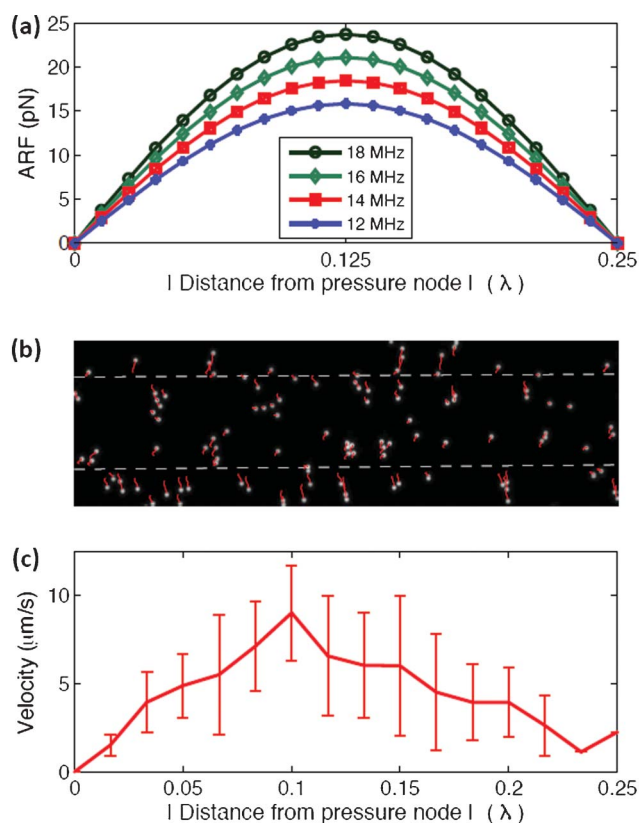 (a)
25
20
15
10
5
0
ARF (pN)
18 MHz
16 MHz
14 MHz
12 MHz
0
0.125
0.25
I Distance from pressure node I (λ)
(b)
(c)
10
5
0
Velocity (μm/s)
0
0.05
0.1
0.15
0.2
0.25
I Distance from pressure node I (λ)